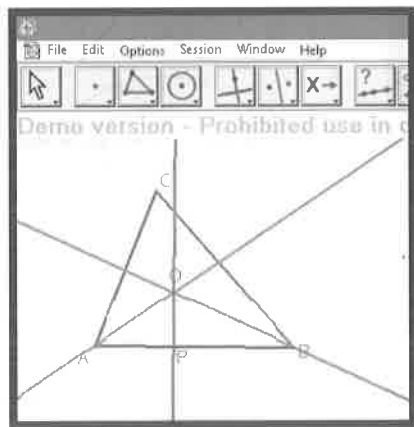 File Edit Options Session Window Help
X
?
Demo version - Prohibited use in c
C
O
A P B